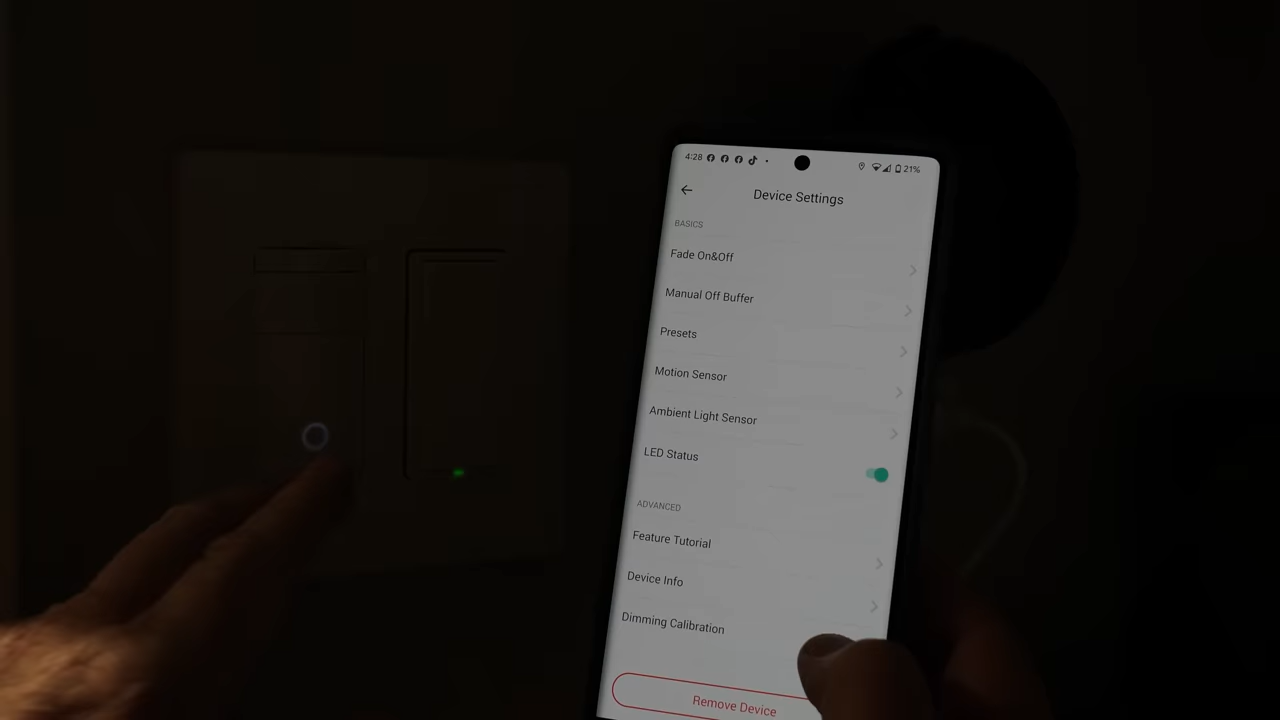 4:28 21%
Device Settings
BASICS
Fade On&Off
Manual Off Buffer
Presets
Motion Sensor
Ambient Light Sensor
LED Status
ADVANCED
Feature Tutorial
Device Info
Dimming Calibration
Remove Device